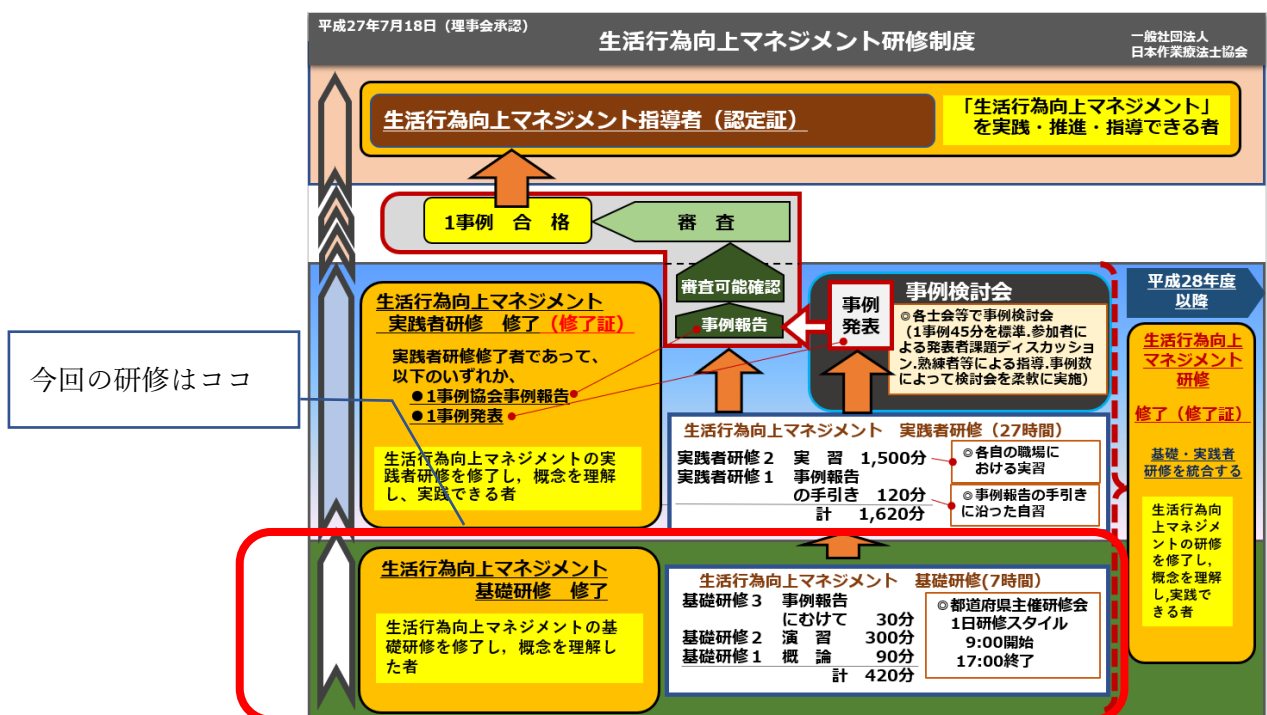 平成27年7月18日（理事会承認）
生活行為向上マネジメント研修制度
一般社団法人
日本作業療法士協会
生活行為向上マネジメント指導者（認定証）
「生活行為向上マネジメント」
を実践・推進・指導できる者
1事例　合　格
審　査
審査可能確認
事例報告
事例
発表
事例検討会
◎各士会等で事例検討会
(1事例45分を標準.参加者に
よる発表者課題ディスカッショ
ン.熟練者等による指導.事例数
によって検討会を柔軟に実施)
平成28年度
以降
生活行為向上マネジメント
実践者研修　修了（修了証）
実践者研修修了者であって、
以下のいずれか、
●1事例協会事例報告
●1事例発表
生活行為向上マネジメントの実
践者研修を修了し，概念を理解
し、実践できる者
今回の研修はココ
生活行為向上マネジメント　実践者研修（27時間）
実践者研修２　実　習　1,500分
実践者研修１　事例報告
の手引き　120分
計　1,620分
◎各自の職場に
おける実習
◎事例報告の手引き
に沿った自習
生活行為向上
マネジメント
研修
修了（修了証）
基礎・実践者
研修を統合する
生活行為向
上マネジメ
ントの研修
を修了し，
概念を理解
し,実践で
きる者
生活行為向上マネジメント
基礎研修　修了
生活行為向上マネジメントの基
礎研修を修了し，概念を理解し
た者
生活行為向上マネジメント　基礎研修(7時間）
基礎研修３　事例報告
にむけて　30分
基礎研修２　演　習　300分
基礎研修１　概　論　90分
計　420分
◎都道府県主催研修会
1日研修スタイル
9:00開始
17:00終了